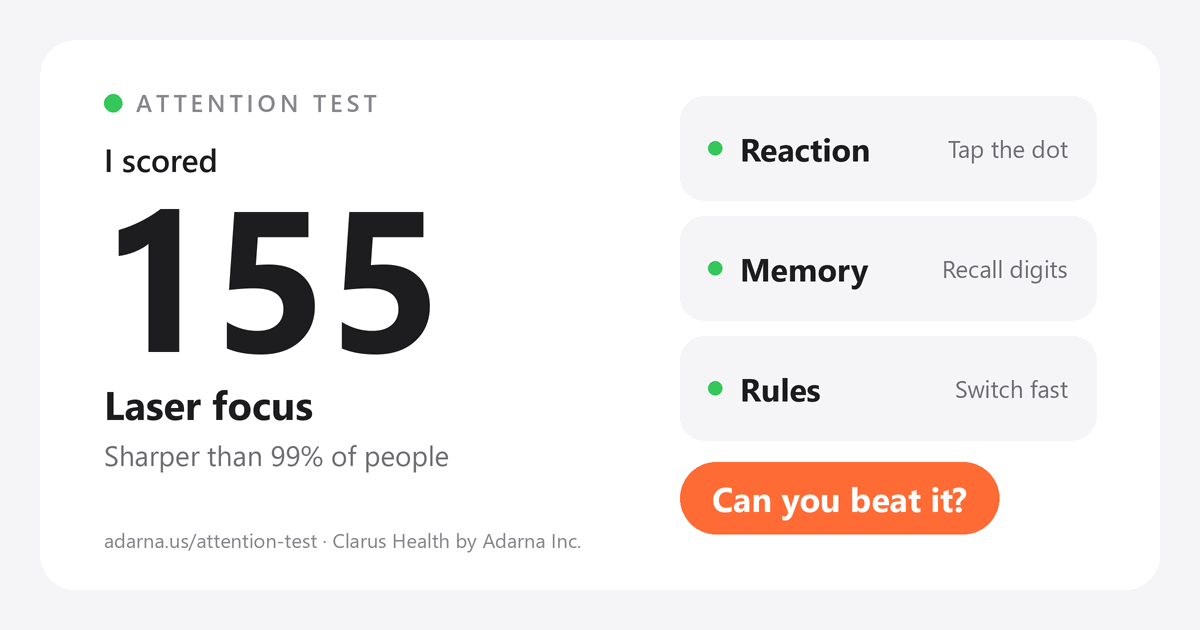 ATTENTION TEST
I scored
155
Laser focus
Sharper than 99% of people
adarna.us/attention-test · Clarus Health by Adarna Inc.
Reaction Tap the dot
Memory Recall digits
Rules Switch fast
Can you beat it?